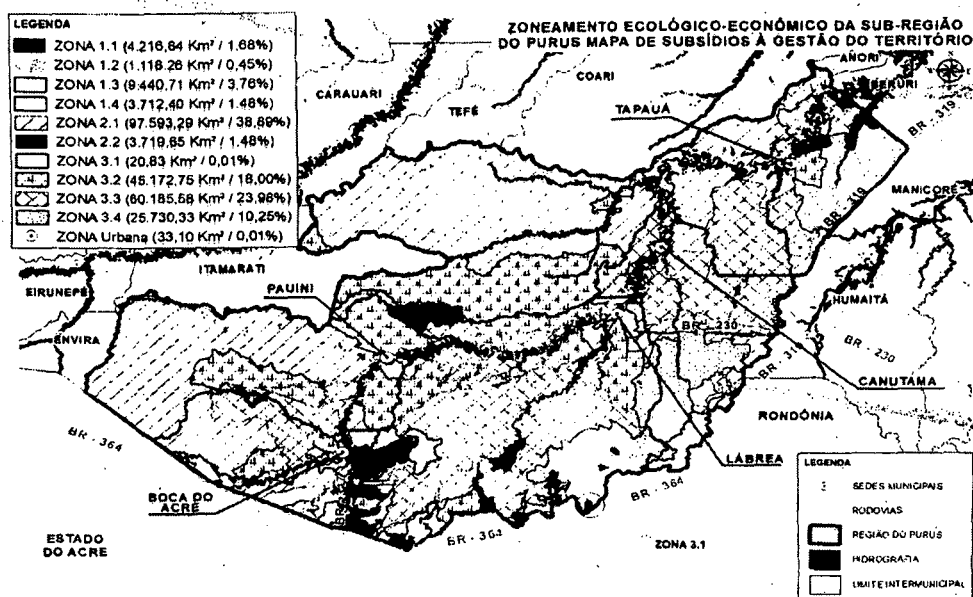 LEGENDA
ZONA 1.1 (4.216,64 Km² / 1,68%)
ZONA 1.2 (1.118,26 Km² / 0,45%)
ZONA 1.3 (9.440,71 Km² / 3,76%)
ZONA 1.4 (3.712,40 Km² / 1,48%)
ZONA 2.1 (97.593,29 Km² / 38,89%)
ZONA 2.2 (3.719,65 Km² / 1,48%)
ZONA 3.1 (20,83 Km² / 0,01%)
ZONA 3.2 (45.172,75 Km² / 18,00%)
ZONA 3.3 (60.185,58 Km² / 23,98%)
ZONA 3.4 (25.730,33 Km² / 10,25%)
ZONA Urbana (33,10 Km² / 0,01%)
ZONEAMENTO ECOLÓGICO-ECONÔMICO DA SUB-REGIÃO
DO PURUS MAPA DE SUBSÍDIOS À GESTÃO DO TERRITÓRIO
ANORI
COARI
CARAUARI
TEFÉ
TAPAUÁ
BERURI
BR - 319
MANICORÉ
BR - 319
ITAMARATI
EIRUNEPÉ
PAUINI
HUMAITÁ
ENVIRA
BR - 230
BR - 230
BR - 31
CANUTAMA
RONDÔNIA
BR - 364
LÁBREA
BR - 364
BOCA DO
ACRE
BR - 364
ESTADO
DO ACRE
ZONA 3.1
LEGENDA
SEDES MUNICIPAIS
RODOVIAS
REGIÃO DO PURUS
HIDROGRAFIA
LIMITE INTERMUNICIPAL